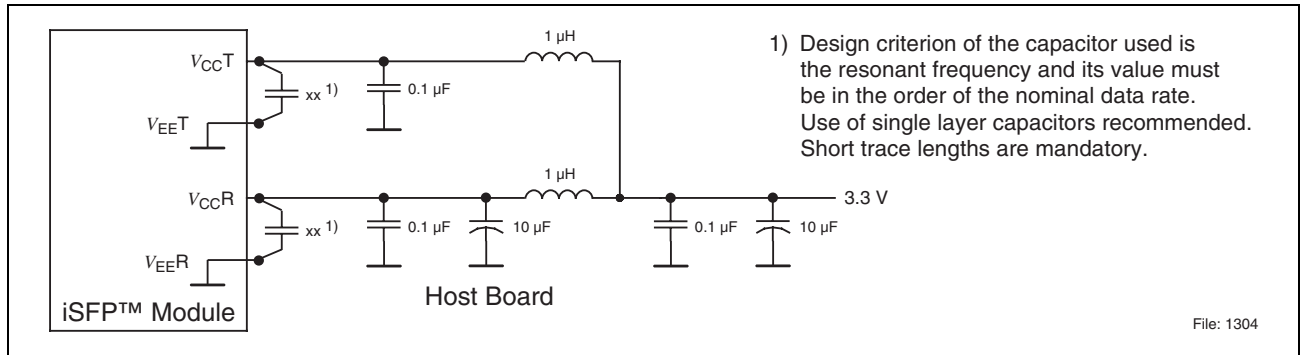 1 µH
1) Design criterion of the capacitor used is
the resonant frequency and its value must
be in the order of the nominal data rate.
Use of single layer capacitors recommended.
Short trace lengths are mandatory.
VCCT
xx 1)
0.1 µF
VEET
1 µH
VCCR
3.3 V
xx 1)
0.1 µF
10 µF
0.1 µF
10 µF
VEER
Host Board
iSFP™ Module
File: 1304